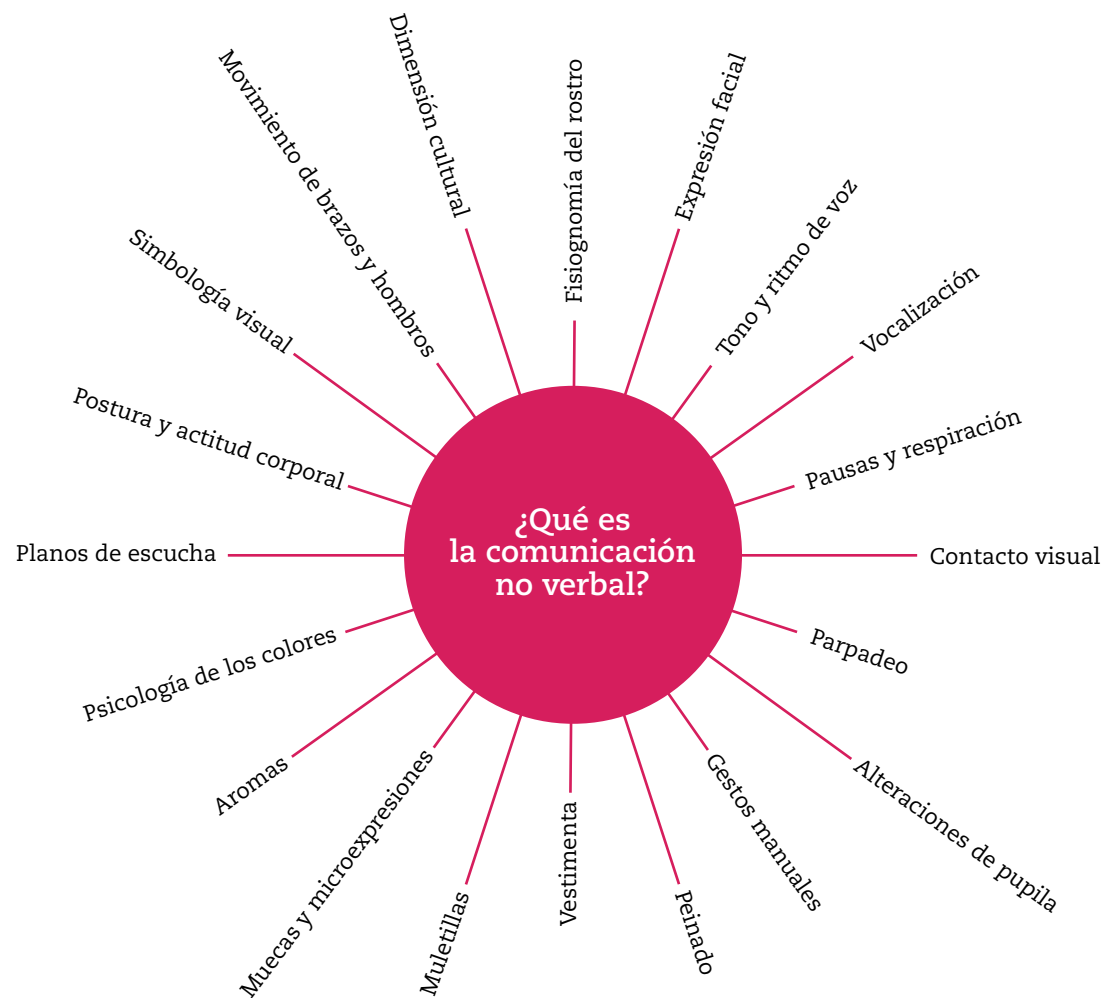 ¿Qué es
la comunicación
no verbal?
Fisiognomía del rostro
Expresión facial
Tono y ritmo de voz
Vocalización
Pausas y respiración
Contacto visual
Parpadeo
Alteraciones de pupila
Gestos manuales
Peinado
Vestimenta
Muletillas
Muecas y microexpresiones
Aromas
Psicología de los colores
Planos de escucha
Postura y actitud corporal
Simbología visual
Movimiento de brazos y hombros
Dimensión cultural